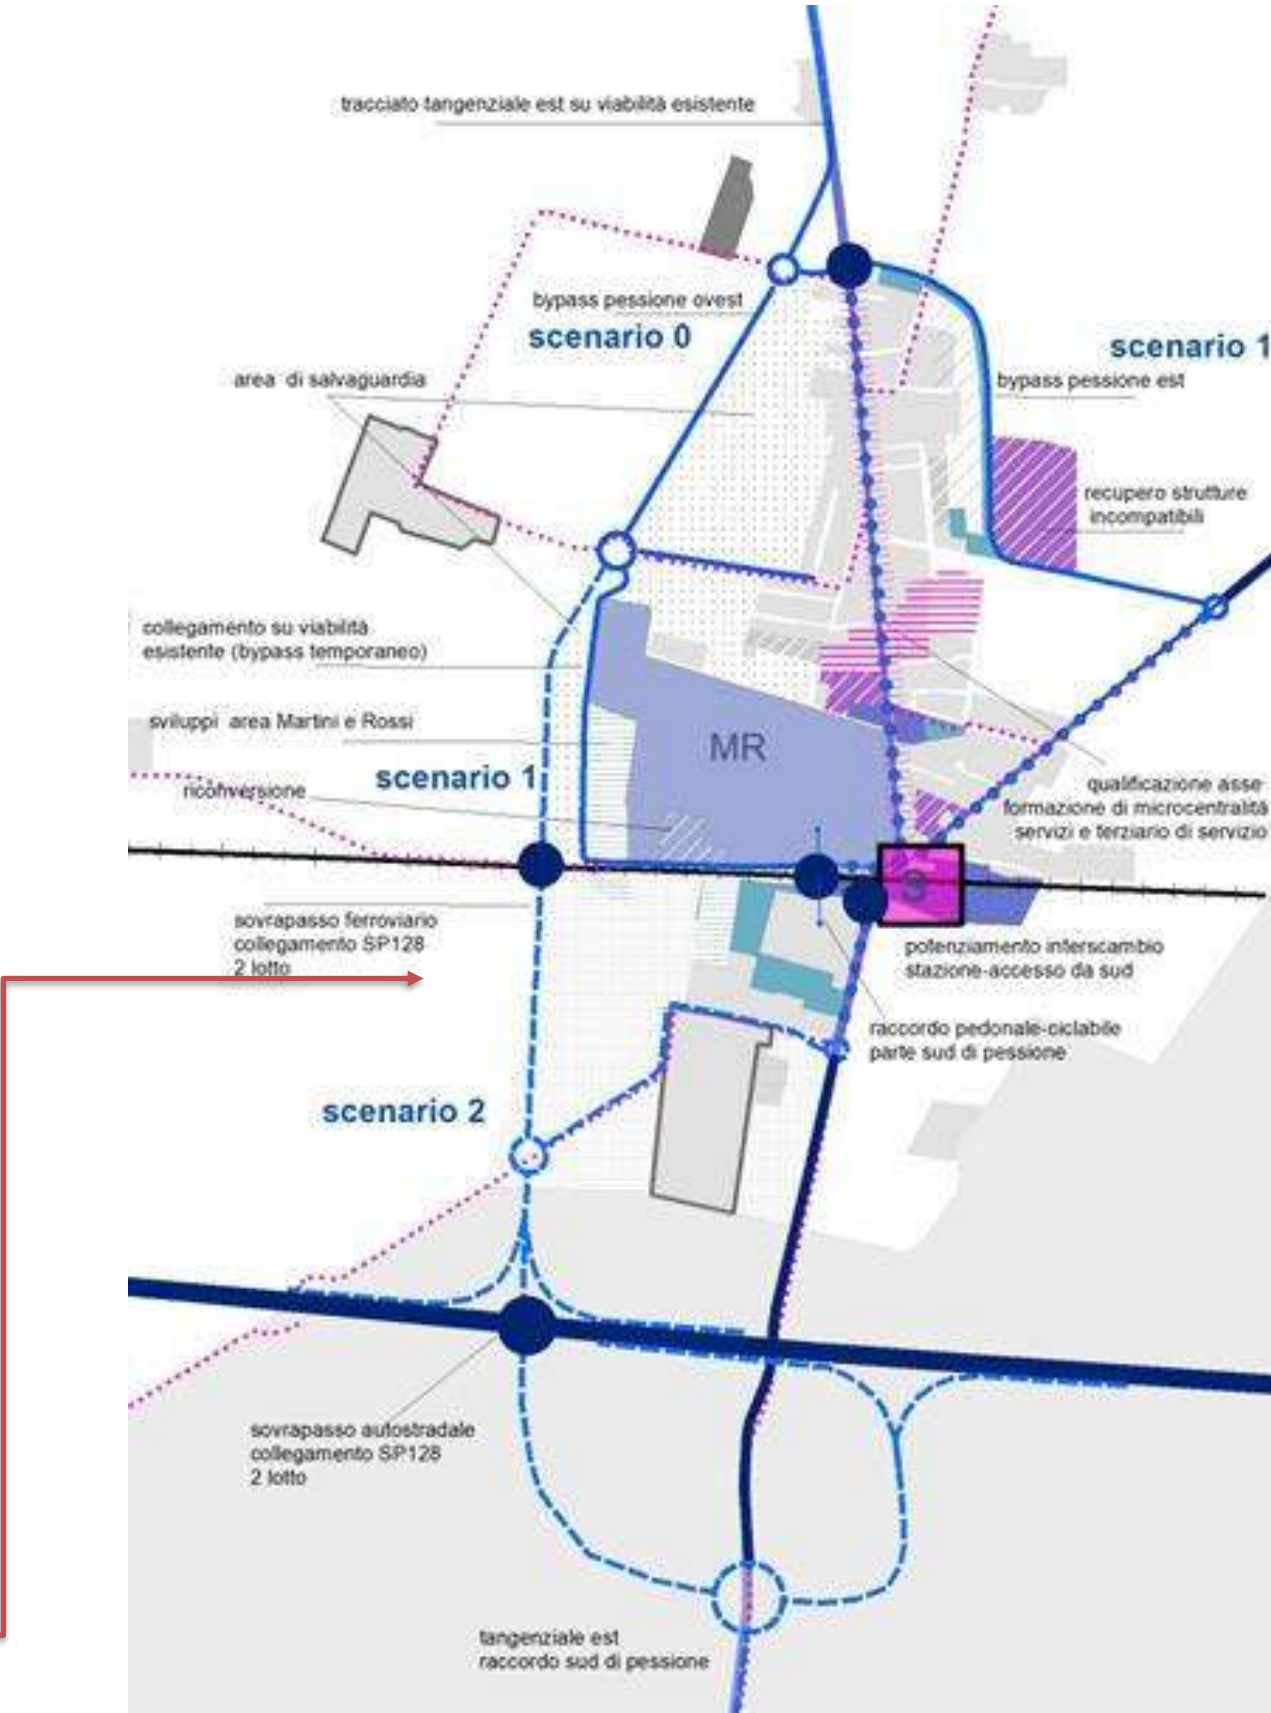 tracciato tangenziale est su viabilità esistente
bypass pessione ovest
scenario 0
scenario 1
area di salvaguardia
bypass pessione est
recupero strutture
incompatibili
collegamento su viabilità
esistente (bypass temporaneo)
sviluppi area Martini e Rossi
MR
scenario 1
riconversione
qualificazione asse
formazione di microcentralità
servizi e terziario di servizio
S
sovrapasso ferroviario
collegamento SP128
2 lotto
potenziamento interscambio
stazione-accesso da sud
raccordo pedonale-ciclabile
parte sud di pessione
scenario 2
sovrapasso autostradale
collegamento SP128
2 lotto
tangenziale est
raccordo sud di pessione